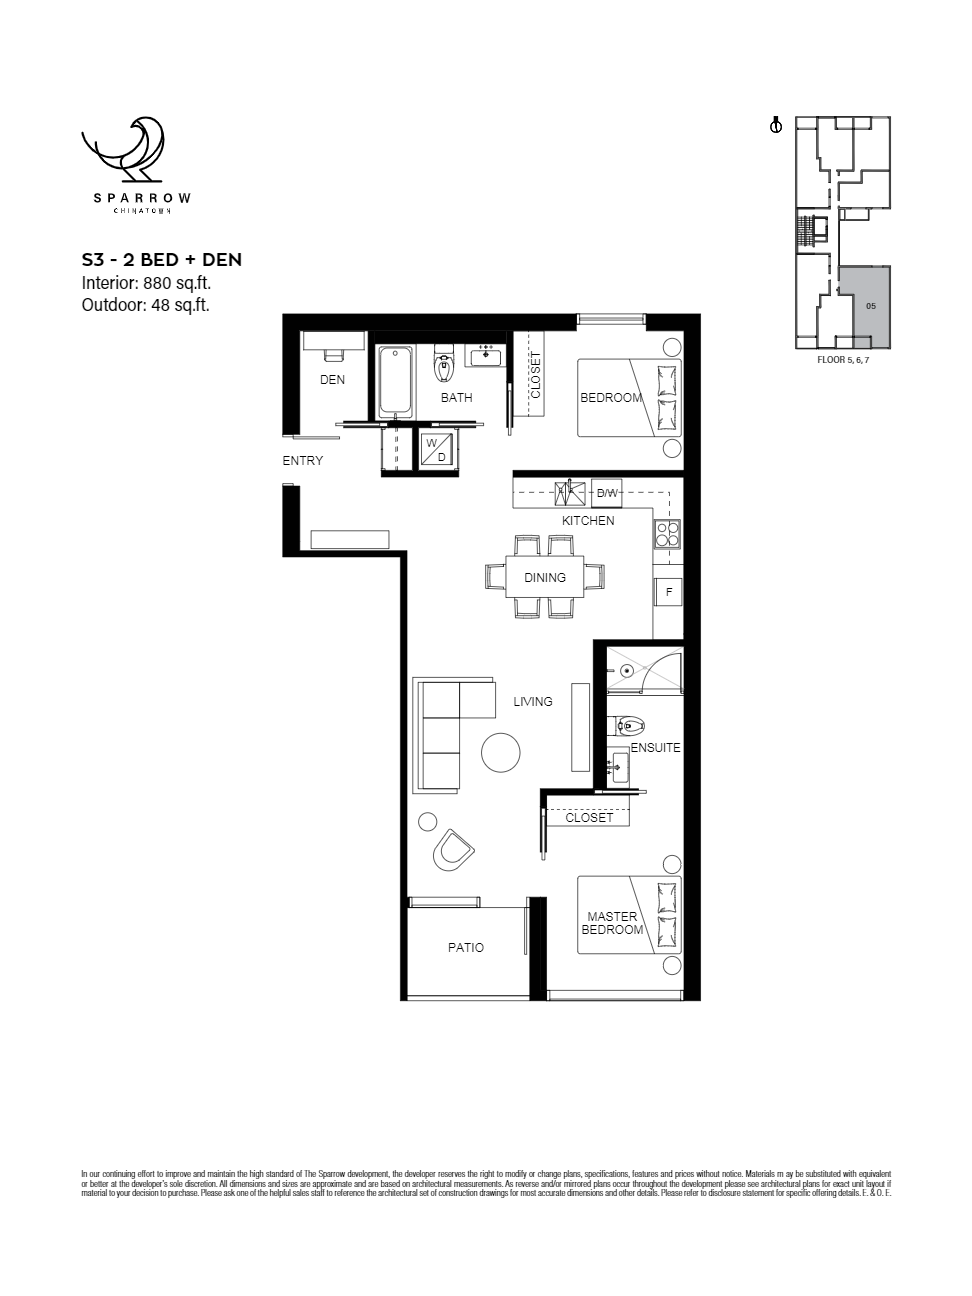 SPARROW
CHINATOWN
S3 - 2 BED + DEN
Interior: 880 sq.ft.
Outdoor: 48 sq.ft.
05
FLOOR 5, 6, 7
DEN
BATH
CLOSET
BEDROOM
W
D
ENTRY
D/W
KITCHEN
DINING
F
LIVING
ENSUITE
CLOSET
MASTER
BEDROOM
PATIO
In our continuing effort to improve and maintain the high standard of The Sparrow development, the developer reserves the right to modify or change plans, specifications, features and prices without notice. Materials m ay be substituted with equivalent
or better at the developer's sole discretion. All dimensions and sizes are approximate and are based on architectural measurements. As reverse and/or mirrored plans occur throughout the development please see architectural plans for exact unit layout if
material to your decision to purchase. Please ask one of the helpful sales staff to reference the architectural set of construction drawings for most accurate dimensions and other details. Please refer to disclosure statement for specific offering details. E. & O. E.